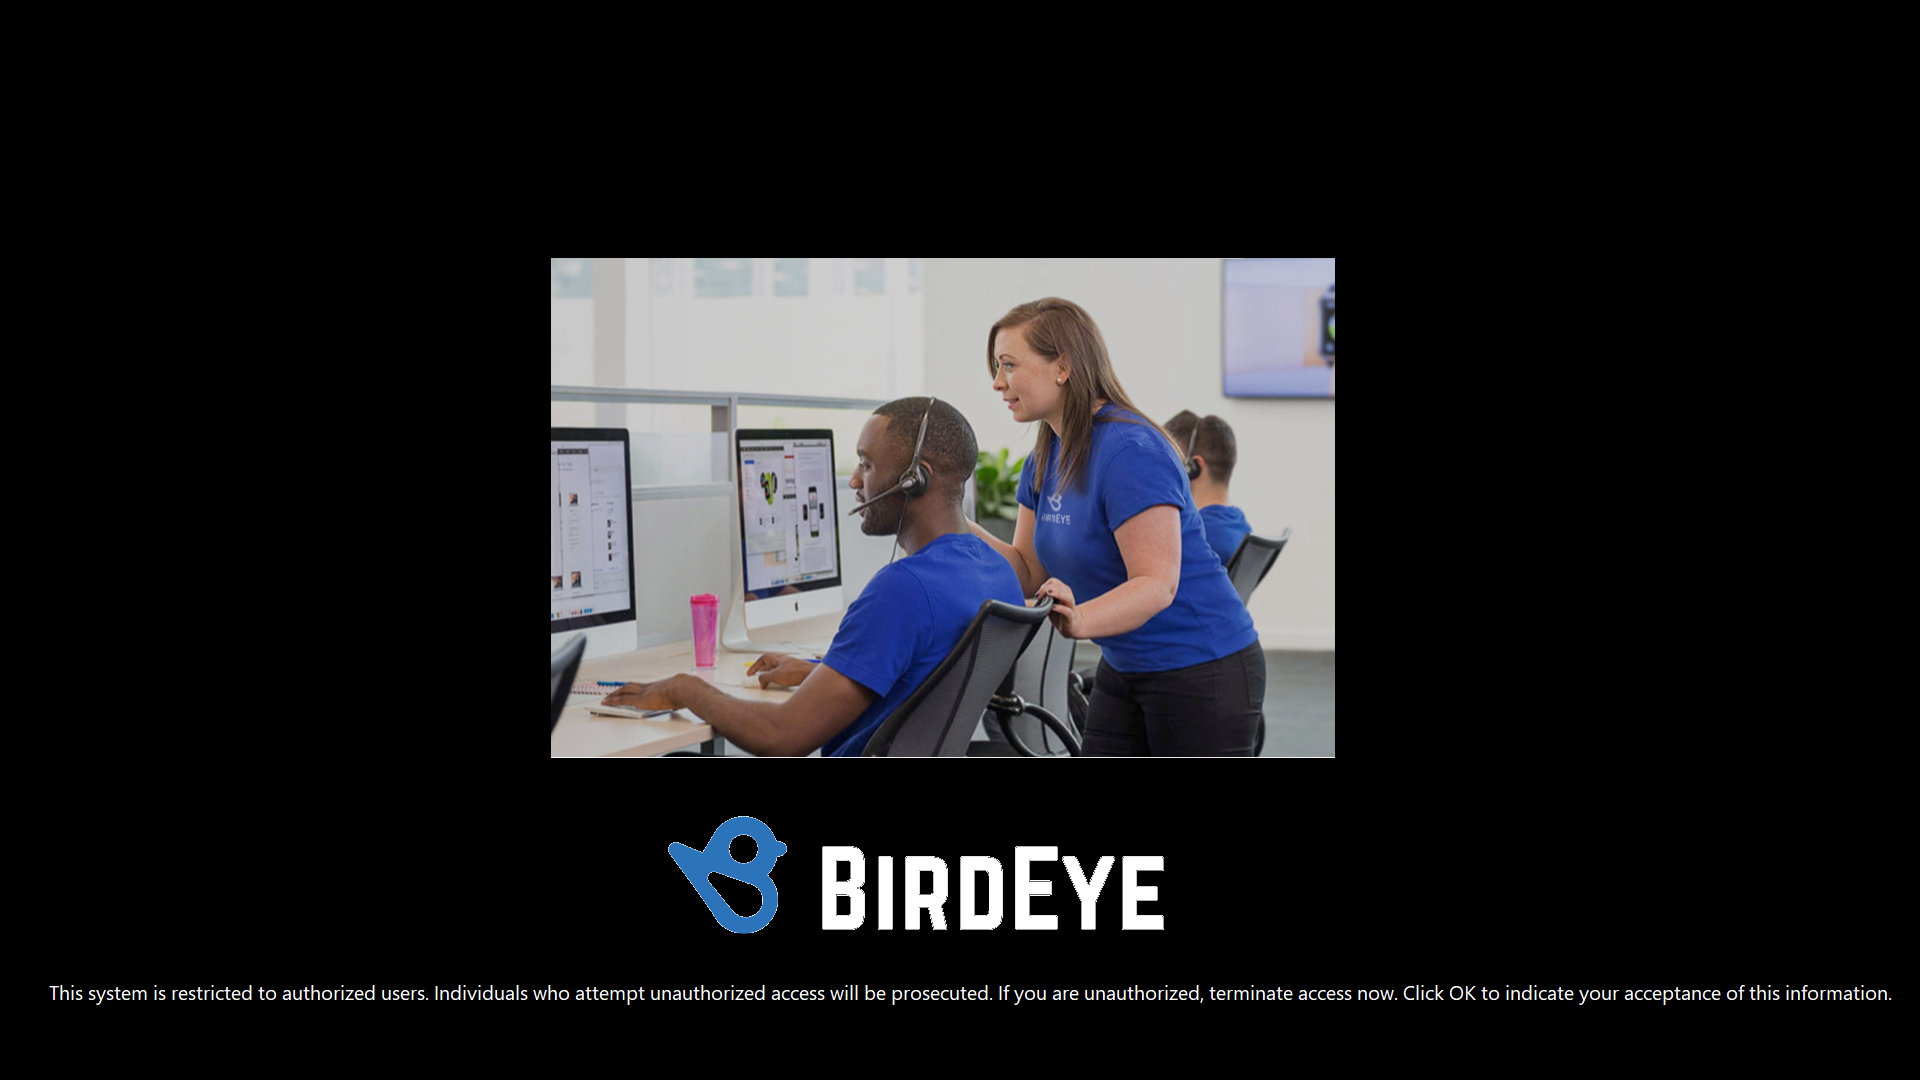 BIRDEYE
BIRDEYE
This system is restricted to authorized users. Individuals who attempt unauthorized access will be prosecuted. If you are unauthorized, terminate access now. Click OK to indicate your acceptance of this information.